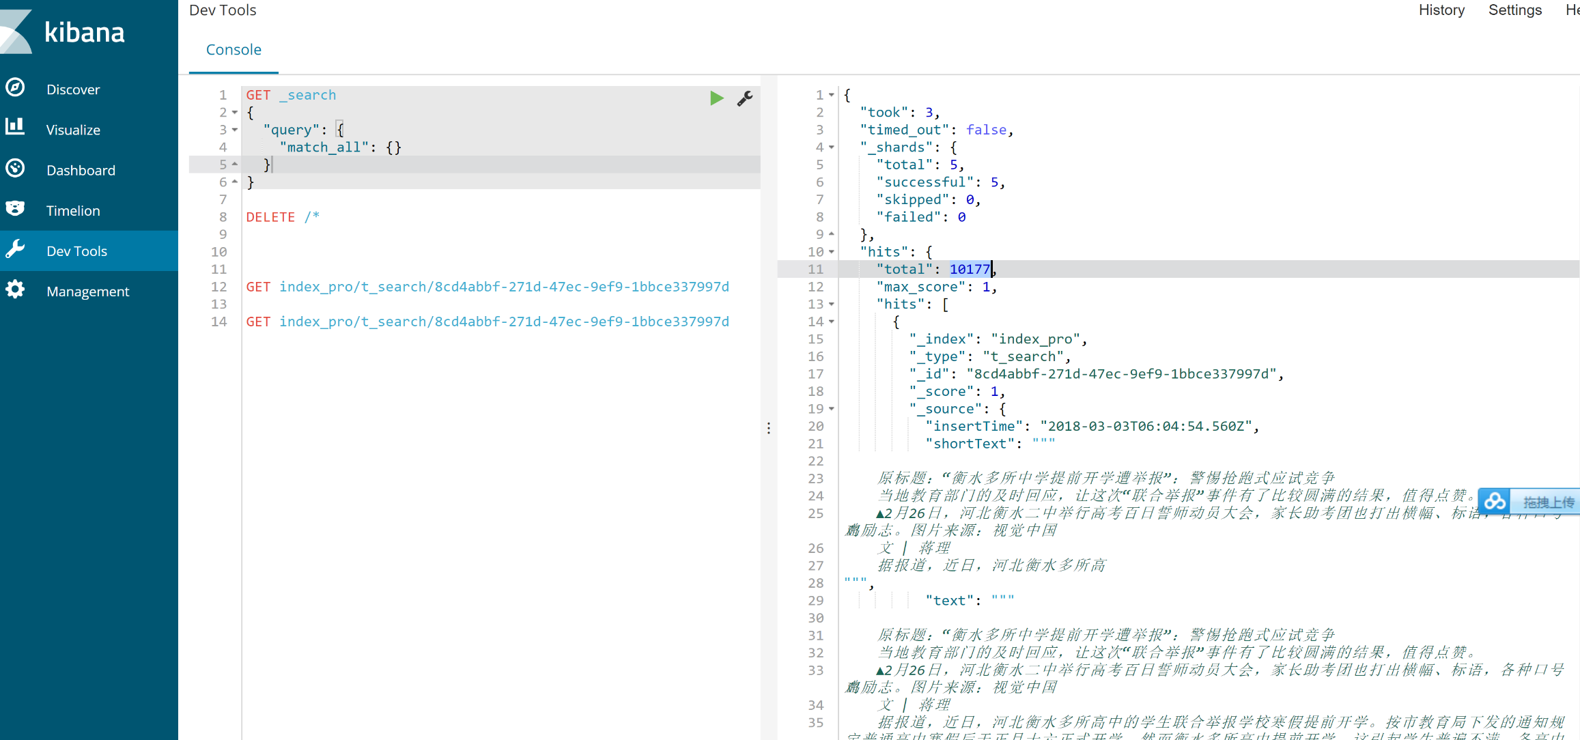 kibana
Discover
Visualize
Dashboard
Timelion
Dev Tools
Management
Dev Tools
History Settings He
Console
1 GET _search
2 {
3 "query": {
4 "match_all": {}
5 }
6 }
7
8 DELETE /*
9
10
11
12 GET index_pro/t_search/8cd4abbf-271d-47ec-9ef9-1bbce337997d
13
14 GET index_pro/t_search/8cd4abbf-271d-47ec-9ef9-1bbce337997d
1 {
2 "took": 3,
3 "timed_out": false,
4 "_shards": {
5 "total": 5,
6 "successful": 5,
7 "skipped": 0,
8 "failed": 0
9 },
10 "hits": {
11 "total": 10177,
12 "max_score": 1,
13 "hits": [
14 {
15 "_index": "index_pro",
16 "_type": "t_search",
17 "_id": "8cd4abbf-271d-47ec-9ef9-1bbce337997d",
18 "_score": 1,
19 "_source": {
20 "insertTime": "2018-03-03T06:04:54.560Z",
21 "shortText": """
22
23 原标题：“衡水多所中学提前开学遭举报”：警惕抢跑式应试竞争
24 当地教育部门的及时回应，让这次“联合举报”事件有了比较圆满的结果，值得点赞。
25 ▲2月26日，河北衡水二中举行高考百日誓师动员大会，家长助考团也打出横幅、标语，各种口号
励志。图片来源：视觉中国
26 文 | 蒋理
27 据报道，近日，河北衡水多所高
28 """,
29 "text": """
30
31 原标题：“衡水多所中学提前开学遭举报”：警惕抢跑式应试竞争
32 当地教育部门的及时回应，让这次“联合举报”事件有了比较圆满的结果，值得点赞。
33 ▲2月26日，河北衡水二中举行高考百日誓师动员大会，家长助考团也打出横幅、标语，各种口号
励志。图片来源：视觉中国
34 文 | 蒋理
35 据报道，近日，河北衡水多所高中的学生联合举报学校寒假提前开学。按市教育局下发的通知规
拖拽上传